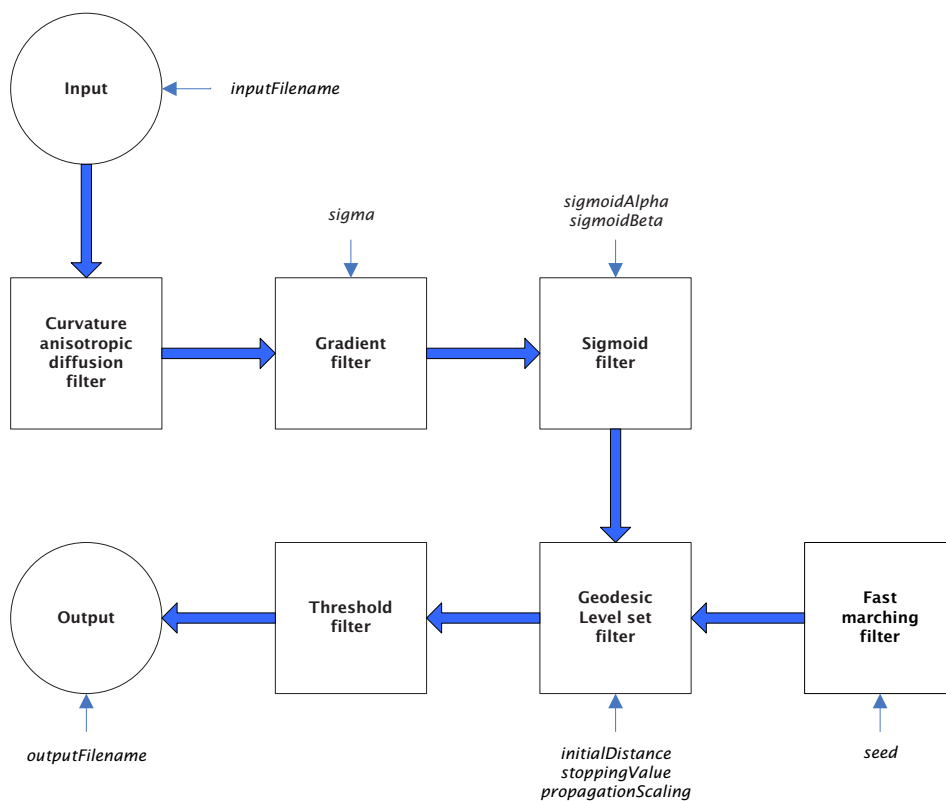 Input
inputFilename
sigma
sigmoidAlpha
sigmoidBeta
Curvature
anisotropic
diffusion
filter
Gradient
filter
Sigmoid
filter
Output
Threshold
filter
Geodesic
Level set
filter
Fast
marching
filter
outputFilename
initialDistance
stoppingValue
propagationScaling
seed